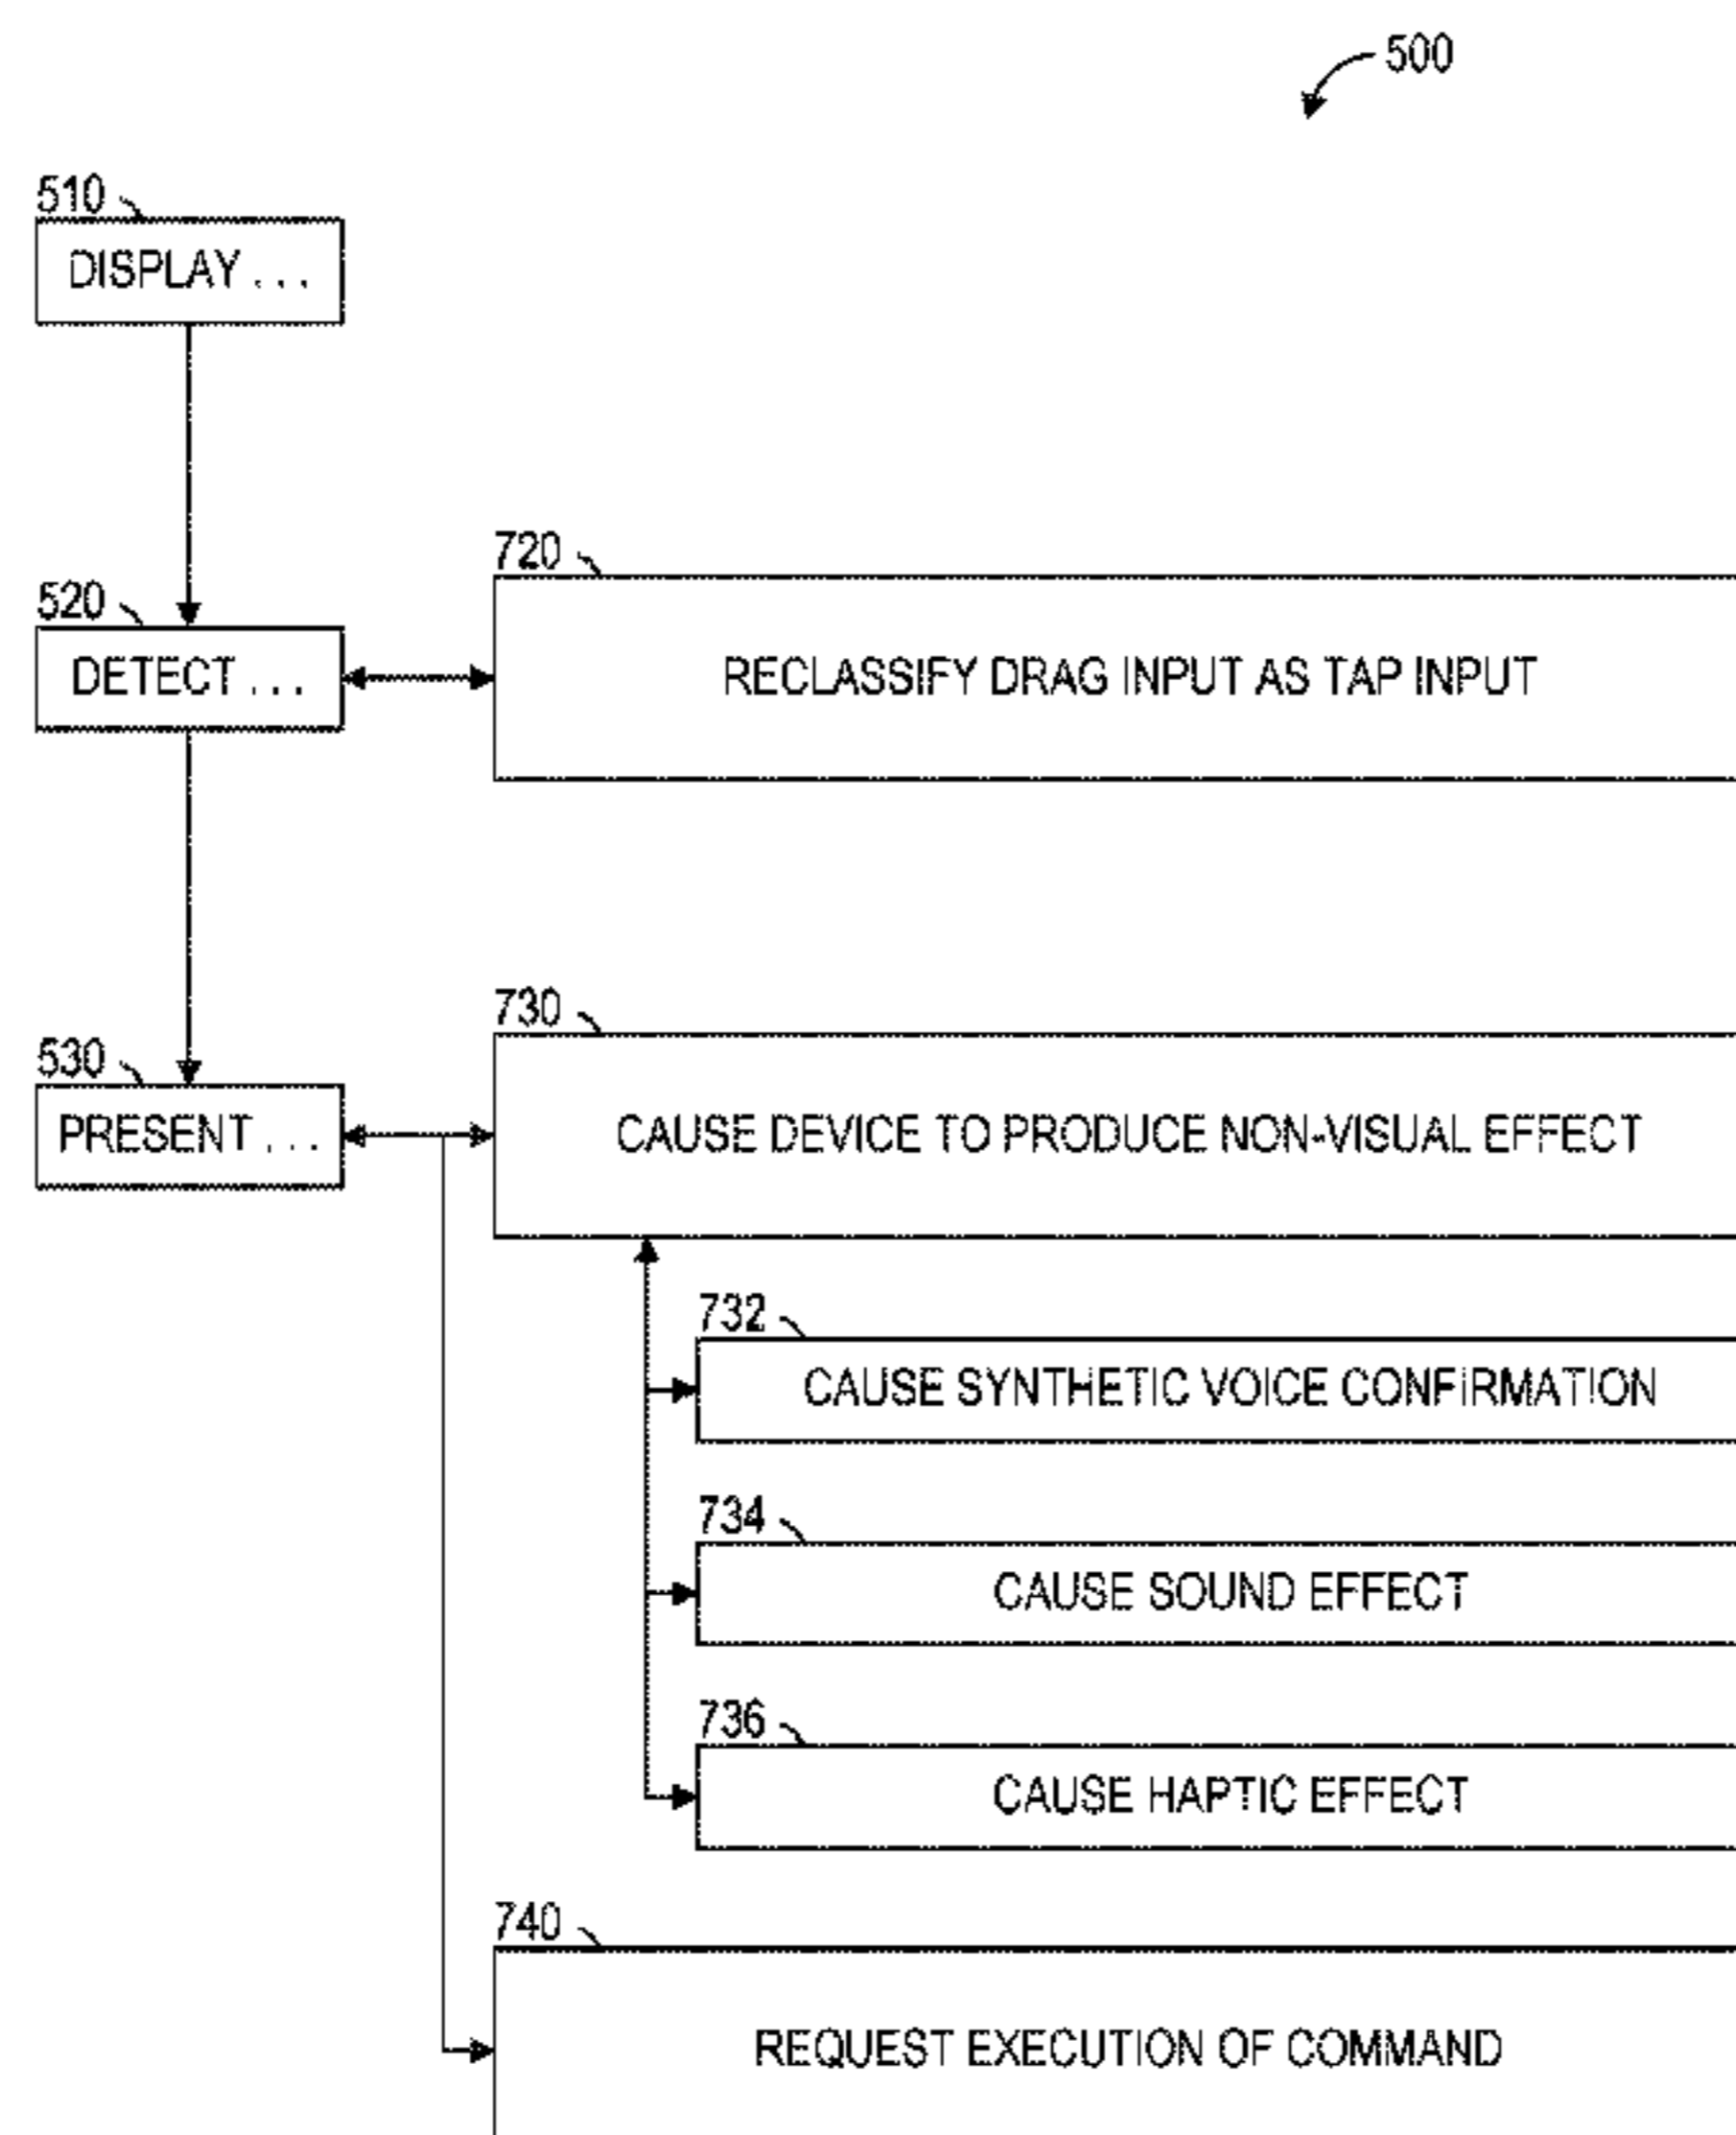 500
510
DISPLAY . . .
720
520
DETECT . . .
RECLASSIFY DRAG INPUT AS TAP INPUT
730
530
PRESENT . . .
CAUSE DEVICE TO PRODUCE NON-VISUAL EFFECT
732
CAUSE SYNTHETIC VOICE CONFIRMATION
734
CAUSE SOUND EFFECT
736
CAUSE HAPTIC EFFECT
740
REQUEST EXECUTION OF COMMAND